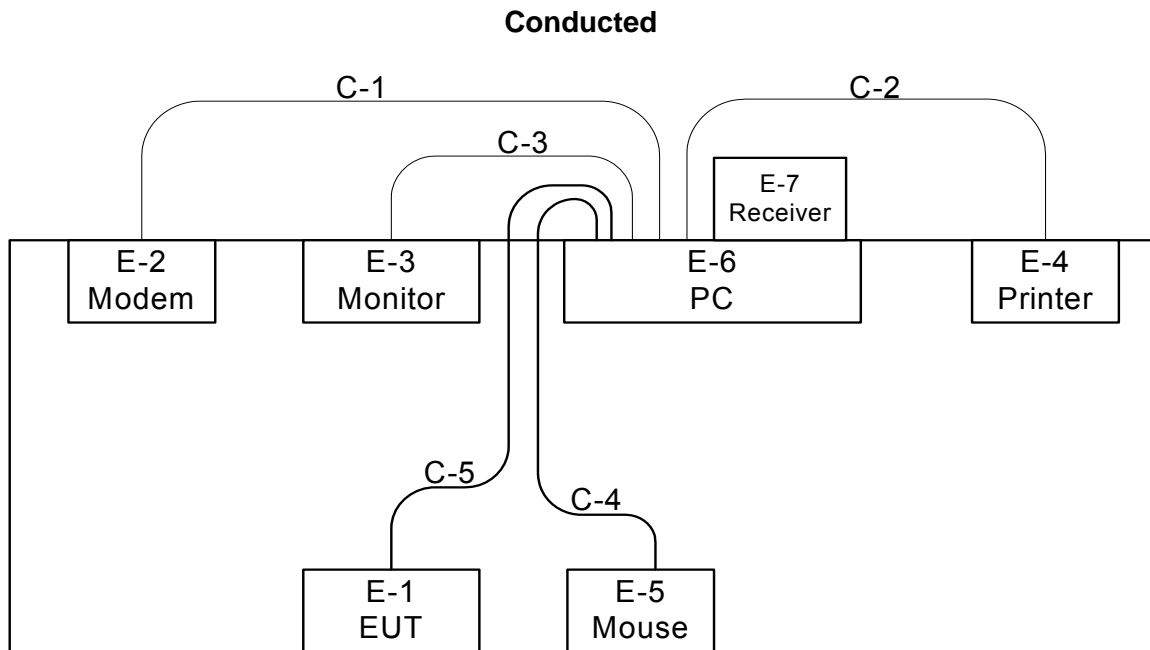 Conducted
C-1
C-2
C-3
E-7
Receiver
E-2
Modem
E-3
Monitor
E-6
PC
E-4
Printer
C-5
C-4
E-1
EUT
E-5
Mouse